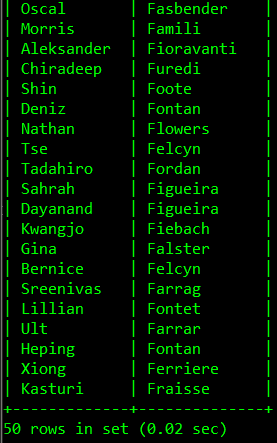 | Oscal | Fasbender |
| Morris | Famili |
| Aleksander | Fioravanti |
| Chiradeep | Furedi |
| Shin | Foote |
| Deniz | Fontan |
| Nathan | Flowers |
| Tse | Felcyn |
| Tadahiro | Fordan |
| Sahrah | Figueira |
| Dayanand | Figueira |
| Kwangjo | Fiebach |
| Gina | Falster |
| Bernice | Felcyn |
| Sreenivas | Farrag |
| Lillian | Fontet |
| Ult | Farrar |
| Heping | Fontan |
| Xiong | Ferriere |
| Kasturi | Fraisse |
+-------------+--------------+
50 rows in set (0.02 sec)